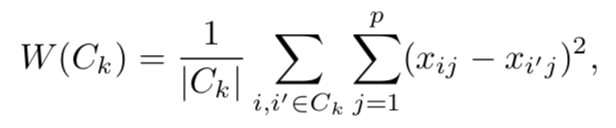 W(C_k) = \frac{1}{|C_k|} \sum_{i,i' \in C_k} \sum_{j=1}^{p} (x_{ij} - x_{i'j})^2,